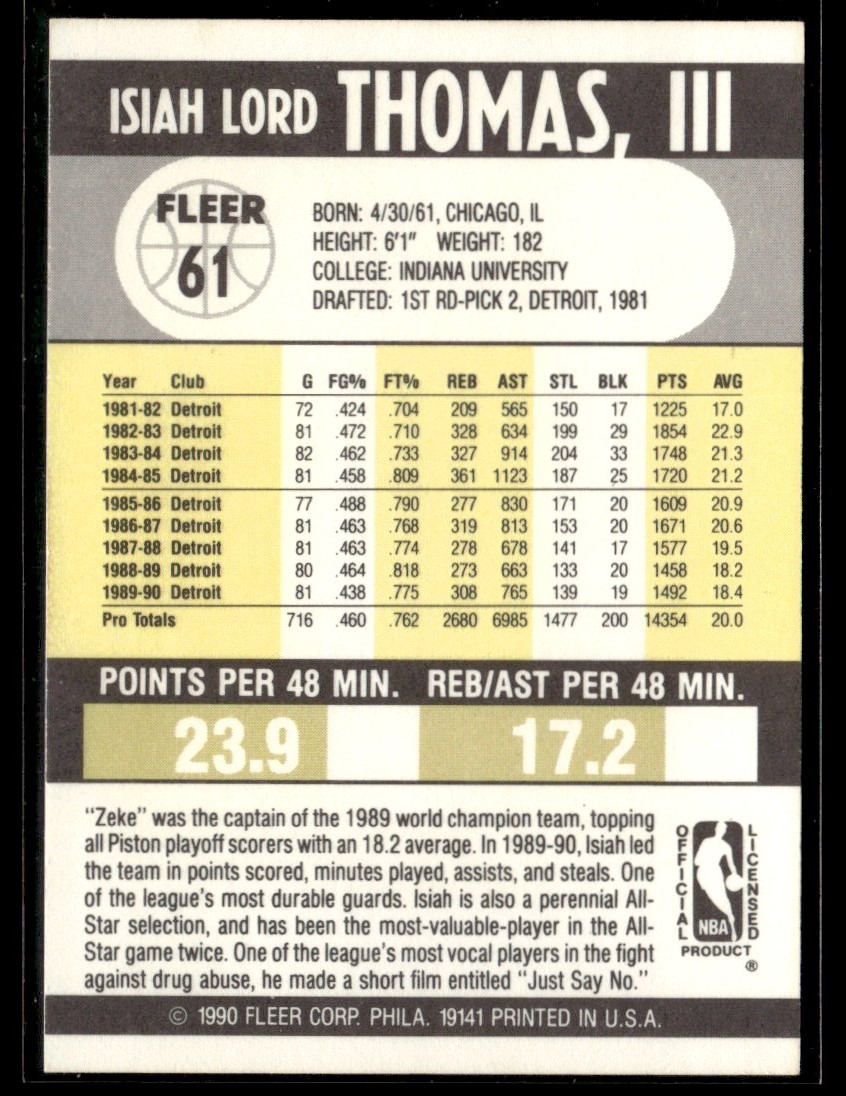 ISIAH LORD THOMAS, III
FLEER
61
BORN: 4/30/61, CHICAGO, IL
HEIGHT: 6'1" WEIGHT: 182
COLLEGE: INDIANA UNIVERSITY
DRAFTED: 1ST RD-PICK 2, DETROIT, 1981
Year Club G FG% FT% REB AST STL BLK PTS AVG
1981-82 Detroit 72 .424 .704 209 565 150 17 1225 17.0
1982-83 Detroit 81 .472 .710 328 634 199 29 1854 22.9
1983-84 Detroit 82 .462 .733 327 914 204 33 1748 21.3
1984-85 Detroit 81 .458 .809 361 1123 187 25 1720 21.2
1985-86 Detroit 77 .488 .790 277 830 171 20 1609 20.9
1986-87 Detroit 81 .463 .768 319 813 153 20 1671 20.6
1987-88 Detroit 81 .463 .774 278 678 141 17 1577 19.5
1988-89 Detroit 80 .464 .818 273 663 133 20 1458 18.2
1989-90 Detroit 81 .438 .775 308 765 139 19 1492 18.4
Pro Totals 716 .460 .762 2680 6985 1477 200 14354 20.0
POINTS PER 48 MIN. REB/AST PER 48 MIN.
23.9 17.2
"Zeke" was the captain of the 1989 world champion team, topping
all Piston playoff scorers with an 18.2 average. In 1989-90, Isiah led
the team in points scored, minutes played, assists, and steals. One
of the league's most durable guards. Isiah is also a perennial All-
Star selection, and has been the most-valuable-player in the All-
Star game twice. One of the league's most vocal players in the fight
against drug abuse, he made a short film entitled "Just Say No."
OFFICIAL
LICENSED
NBA
PRODUCT
®
© 1990 FLEER CORP. PHILA. 19141 PRINTED IN U.S.A.